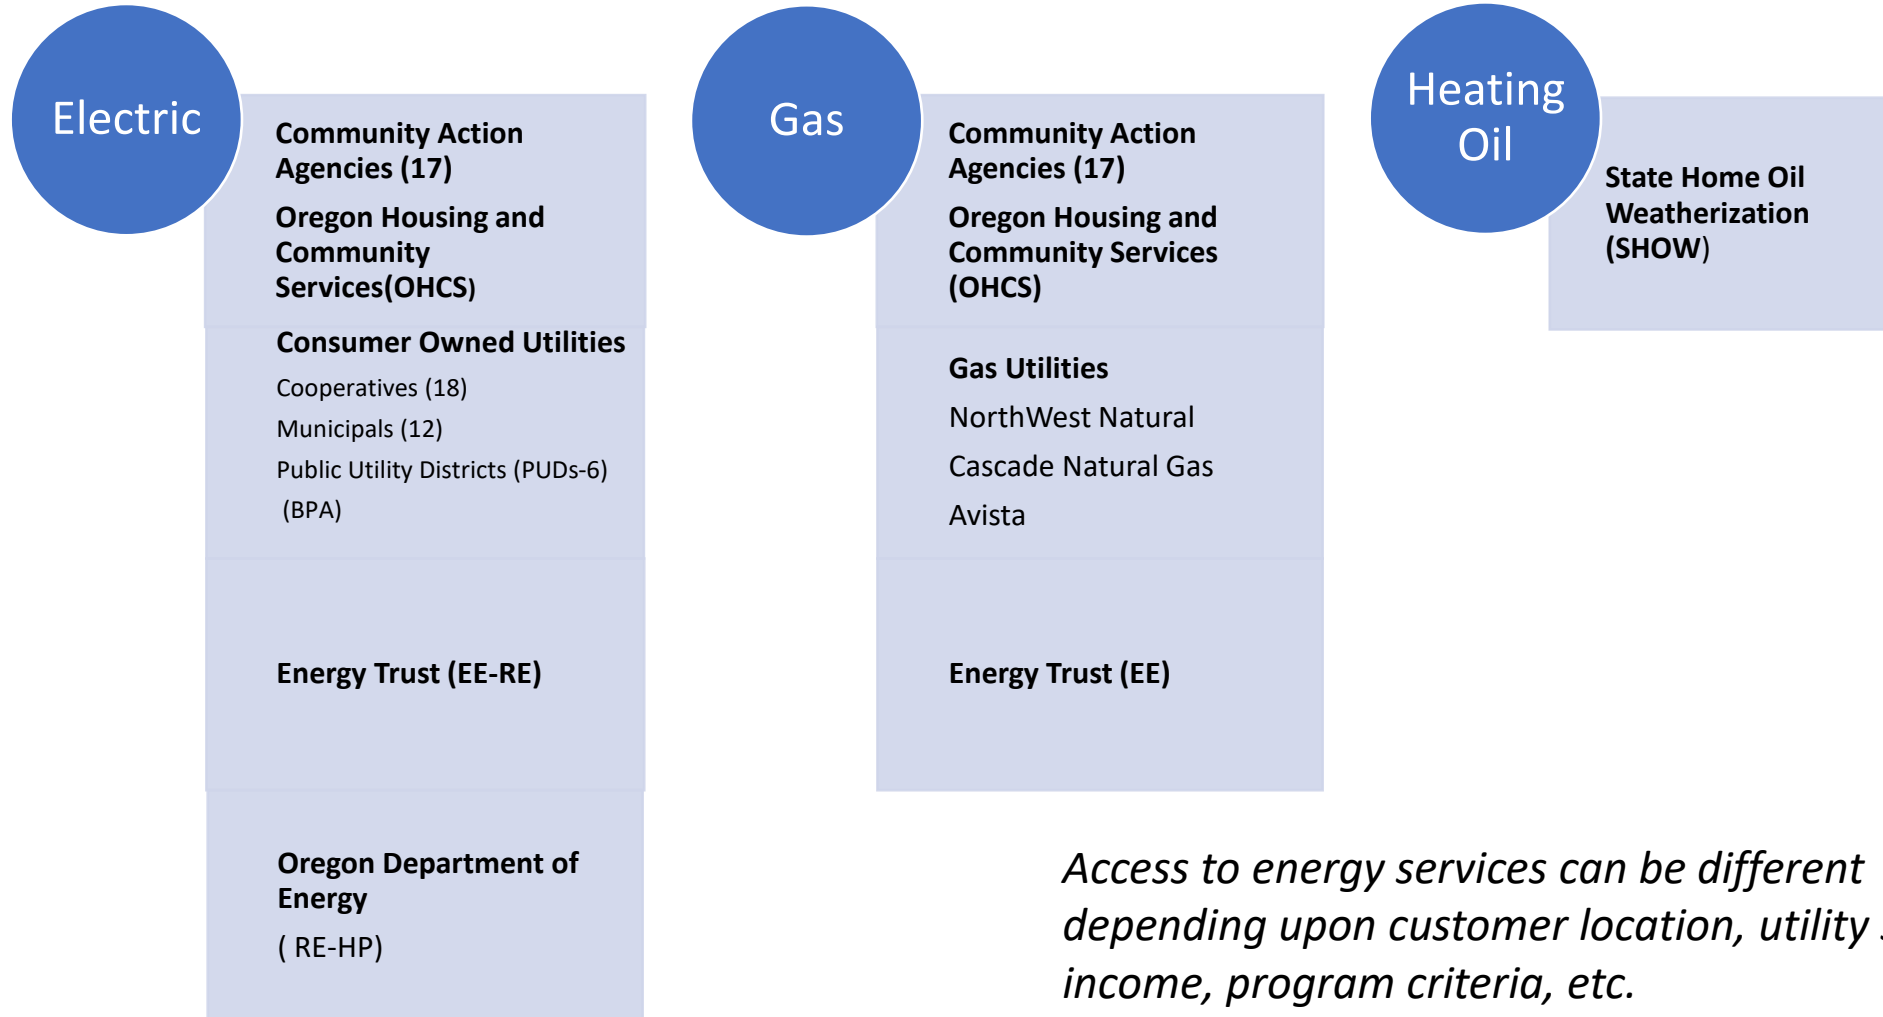 Electric
Community Action
Agencies (17)
Oregon Housing and
Community
Services(OHCS)
Consumer Owned Utilities
Cooperatives (18)
Municipals (12)
Public Utility Districts (PUDs-6)
(BPA)
Energy Trust (EE-RE)
Oregon Department of
Energy
( RE-HP)
Gas
Community Action
Agencies (17)
Oregon Housing and
Community Services
(OHCS)
Gas Utilities
NorthWest Natural
Cascade Natural Gas
Avista
Energy Trust (EE)
Heating
Oil
State Home Oil
Weatherization
(SHOW)
Access to energy services can be different
depending upon customer location, utility
income, program criteria, etc.